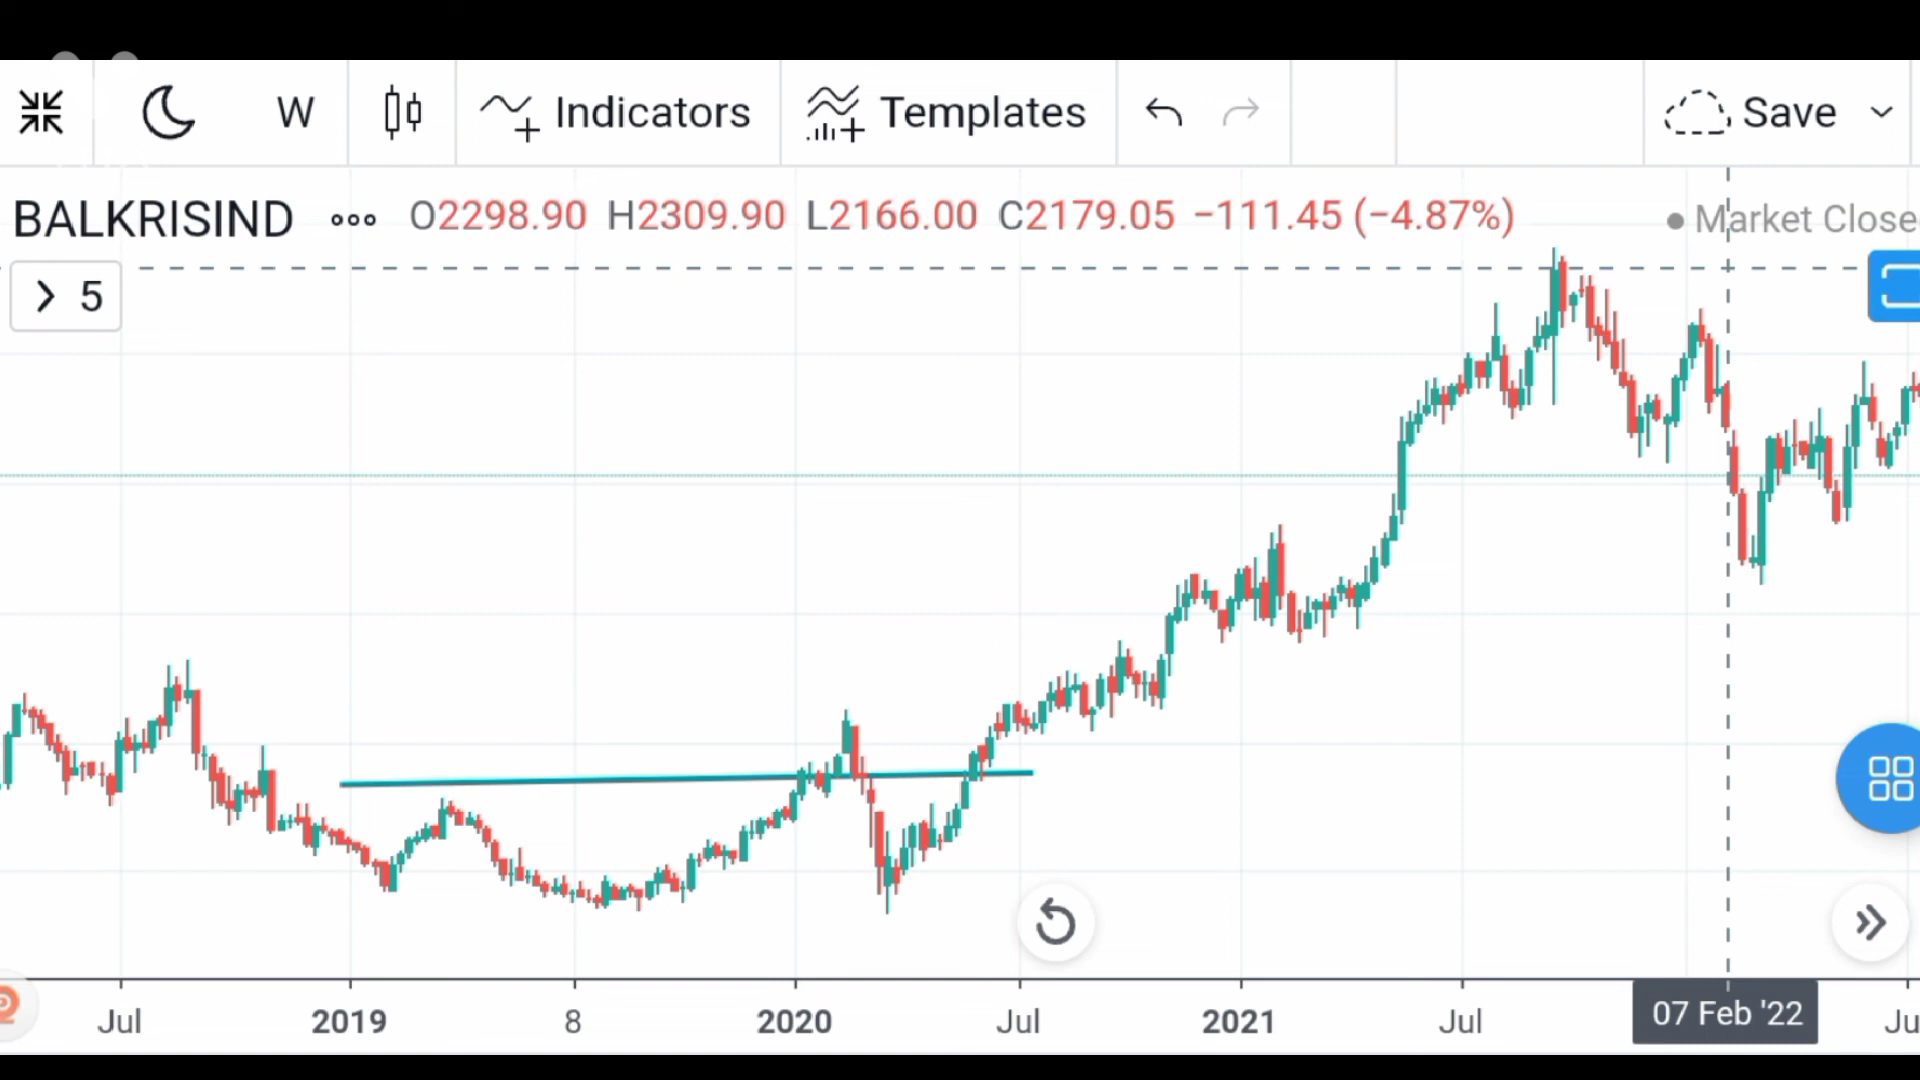 W Indicators Templates Save
BALKRISIND O2298.90 H2309.90 L2166.00 C2179.05 −111.45 (−4.87%) Market Close
5
Jul 2019 8 2020 Jul 2021 Jul 07 Feb '22 Ju